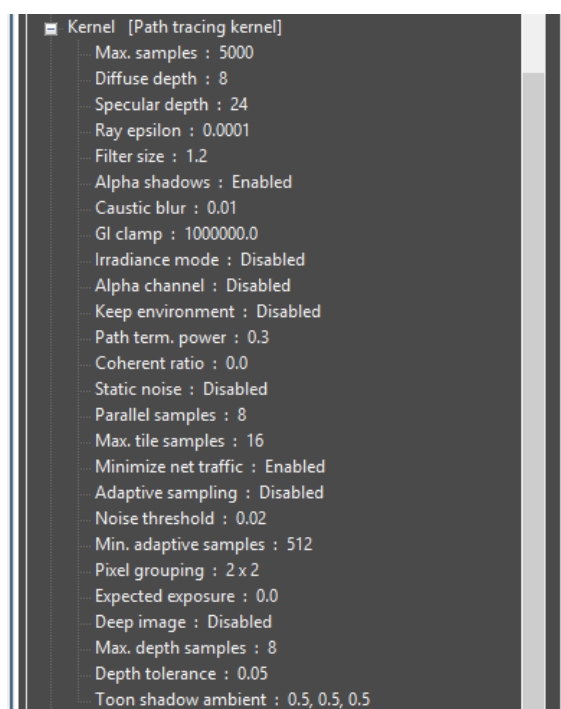 Kernel [Path tracing kernel]
Max. samples : 5000
Diffuse depth : 8
Specular depth : 24
Ray epsilon : 0.0001
Filter size : 1.2
Alpha shadows : Enabled
Caustic blur : 0.01
GI clamp : 1000000.0
Irradiance mode : Disabled
Alpha channel : Disabled
Keep environment : Disabled
Path term. power : 0.3
Coherent ratio : 0.0
Static noise : Disabled
Parallel samples : 8
Max. tile samples : 16
Minimize net traffic : Enabled
Adaptive sampling : Disabled
Noise threshold : 0.02
Min. adaptive samples : 512
Pixel grouping : 2 x 2
Expected exposure : 0.0
Deep image : Disabled
Max. depth samples : 8
Depth tolerance : 0.05
Toon shadow ambient : 0.5, 0.5, 0.5